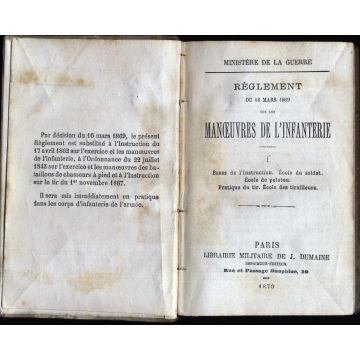 Par décision du 16 mars 1869, le présent
Règlement est substitué à l'Instruction du
17 avril 1862 sur l'exercice et les manœuvres
de l'infanterie, à l'Ordonnance du 22 juillet
1845 sur l'exercice et les manœuvres des ba-
taillons de chasseurs à pied et à l'Instruction
sur le tir du 1er novembre 1867.
Il sera mis immédiatement en pratique
dans les corps d'infanterie de l'armée.
MINISTÈRE DE LA GUERRE
RÈGLEMENT
DU 16 MARS 1869
SUR LES
MANŒUVRES DE L'INFANTERIE
I
Bases de l'Instruction. École du soldat.
École de peloton.
Pratique du tir. École des tirailleurs.
PARIS
LIBRAIRIE MILITAIRE DE J. DUMAINE
IMPRIMEUR-ÉDITEUR
Rue et Passage Dauphine, 30
1870